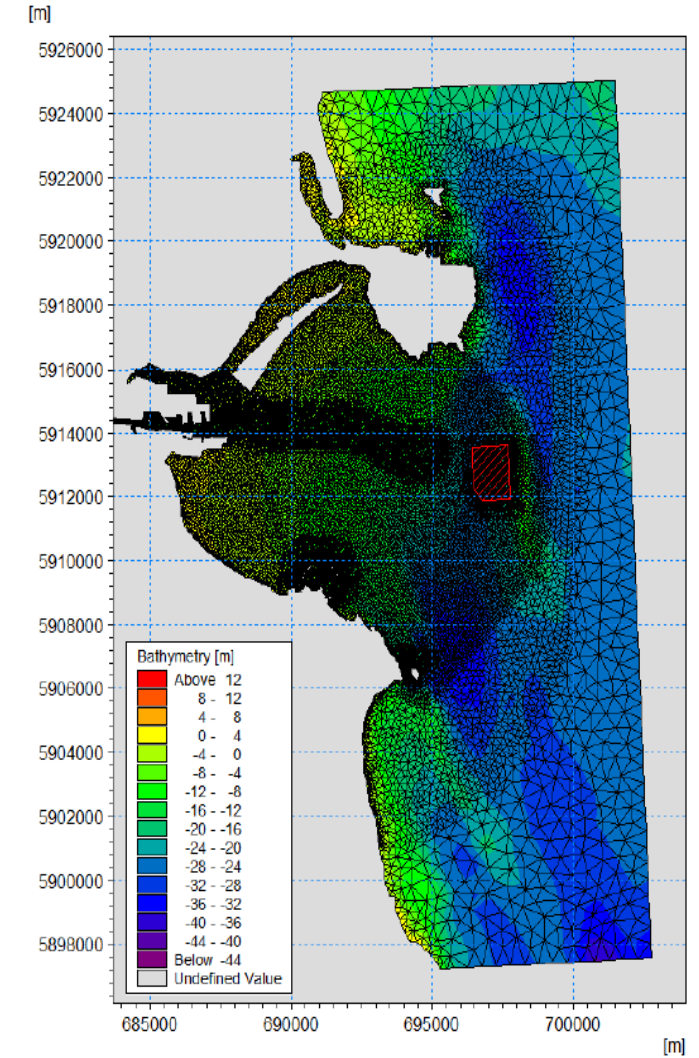 [m]
5926000
5924000
5922000
5920000
5918000
5916000
5914000
5912000
5910000
5908000
5906000
5904000
5902000
5900000
5898000
Bathymetry [m]
Above 12
8 - 12
4 - 8
0 - 4
-4 - 0
-8 - -4
-12 - -8
-16 - -12
-20 - -16
-24 - -20
-28 - -24
-32 - -28
-36 - -32
-40 - -36
-44 - -40
Below -44
Undefined Value
685000 690000 695000 700000
[m]